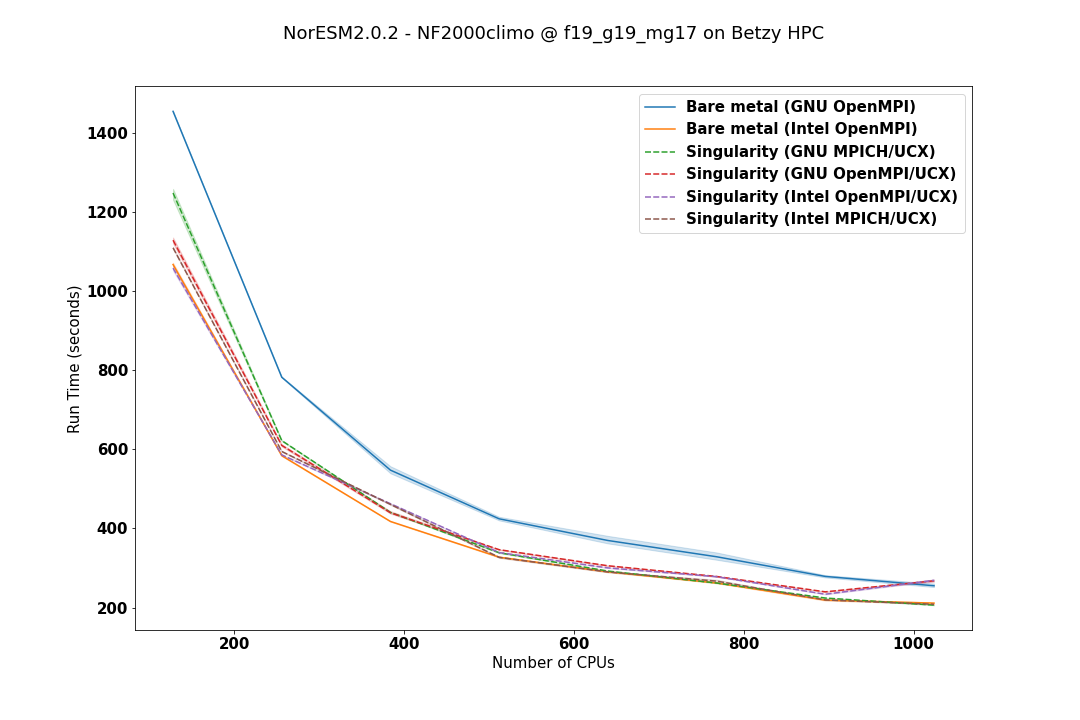 NorESM2.0.2 - NF2000climo @ f19_g19_mg17 on Betzy HPC
Bare metal (GNU OpenMPI)
Bare metal (Intel OpenMPI)
Singularity (GNU MPICH/UCX)
Singularity (GNU OpenMPI/UCX)
Singularity (Intel OpenMPI/UCX)
Singularity (Intel MPICH/UCX)
Run Time (seconds)
1400
1200
1000
800
600
400
200
200 400 600 800 1000
Number of CPUs